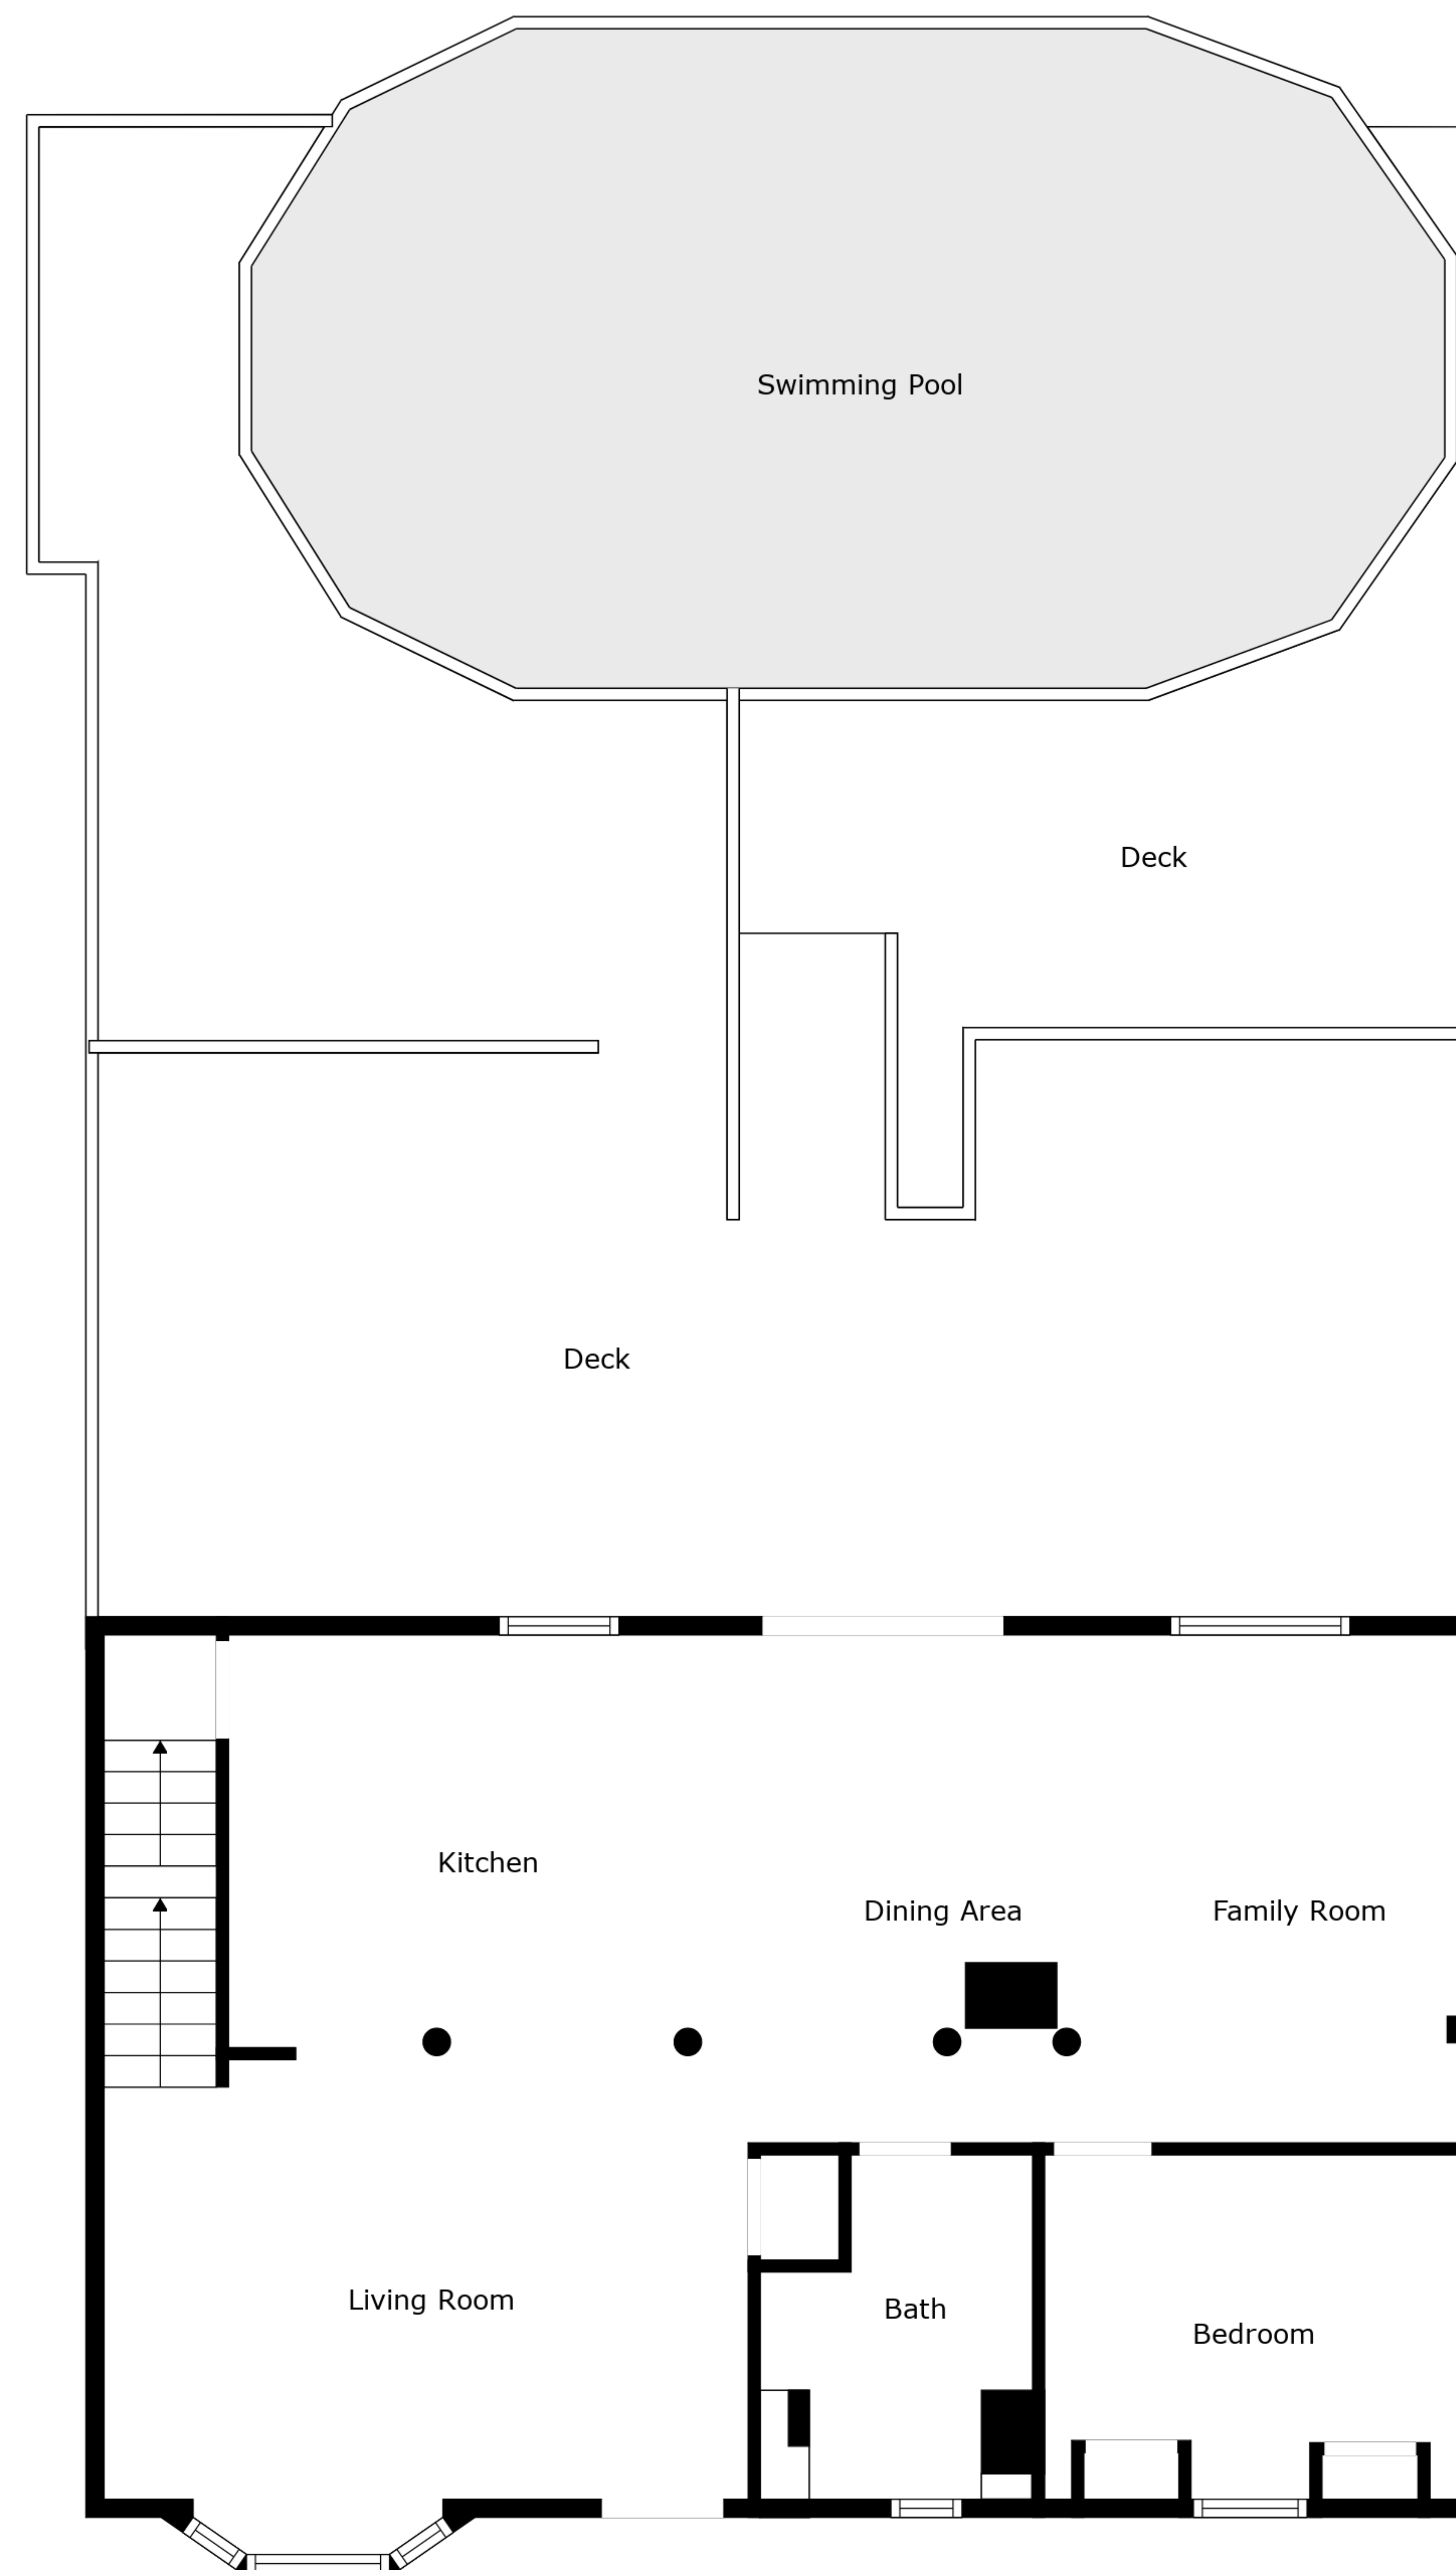 Swimming Pool
Deck
Deck
Kitchen
Dining Area
Family Room
Living Room
Bath
Bedroom